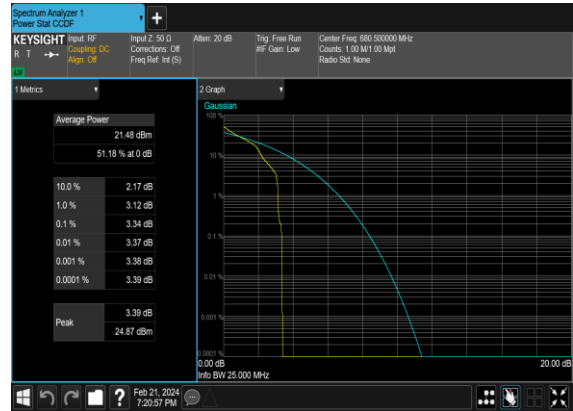 Spectrum Analyzer 1
Power Stat CCDF
KEYSIGHT
R T
LW
Input: RF
Coupling: DC
Align: Off
Input Z: 50 Ω
Corrections: Off
Freq Ref: Int (S)
Atten: 20 dB
Trig: Free Run
#IF Gain: Low
Center Freq: 680.500000 MHz
Counts: 1.00 M/1.00 Mpt
Radio Std: None
1 Metrics
Average Power
21.48 dBm
51.18 % at 0 dB
10.0 % 2.17 dB
1.0 % 3.12 dB
0.1 % 3.34 dB
0.01 % 3.37 dB
0.001 % 3.38 dB
0.0001 % 3.39 dB
Peak
3.39 dB
24.87 dBm
2 Graph
Gaussian
100 %
10 %
1 %
0.1 %
0.01 %
0.001 %
0.0001 %
0.00 dB 20.00 dB
Info BW 25.000 MHz
?
Feb 21, 2024
7:20:57 PM